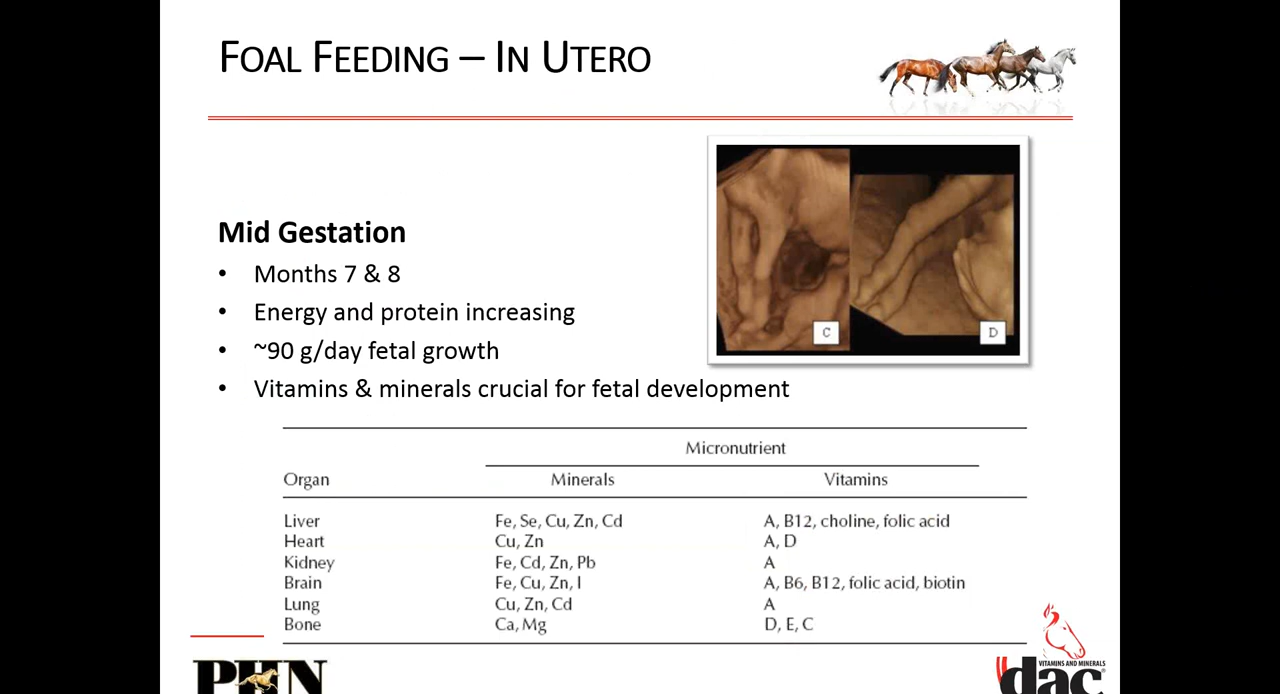 FOAL FEEDING – IN UTERO
C
D
Mid Gestation
• Months 7 & 8
• Energy and protein increasing
• ~90 g/day fetal growth
• Vitamins & minerals crucial for fetal development
Micronutrient
Organ Minerals Vitamins
Liver Fe, Se, Cu, Zn, Cd A, B12, choline, folic acid
Heart Cu, Zn A, D
Kidney Fe, Cd, Zn, Pb A
Brain Fe, Cu, Zn, I A, B6, B12, folic acid, biotin
Lung Cu, Zn, Cd A
Bone Ca, Mg D, E, C
PHN
VITAMINS AND MINERALS
dac